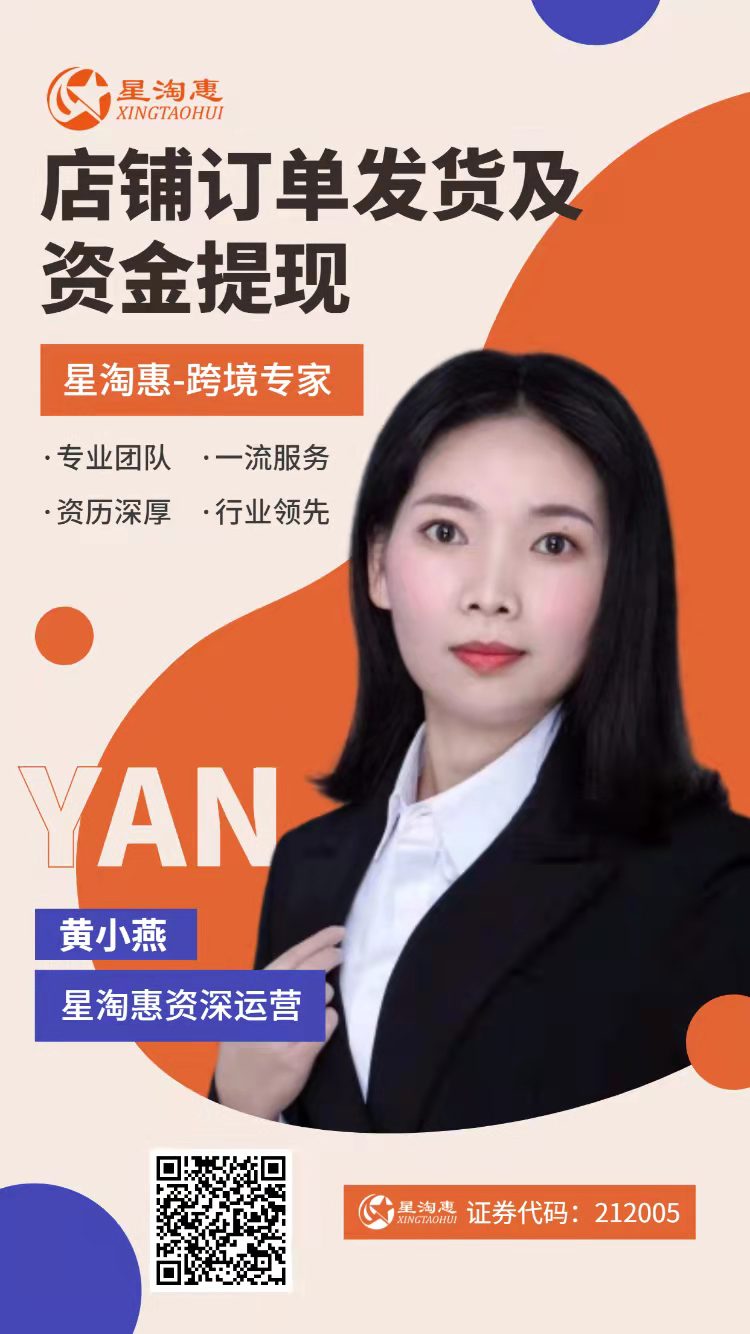 星淘惠
XINGTAOHUI
店铺订单发货及
资金提现
星淘惠-跨境专家
·专业团队 ·一流服务
·资历深厚 ·行业领先
YAN
黄小燕
星淘惠资深运营
星淘惠
XINGTAOHUI
证券代码：212005